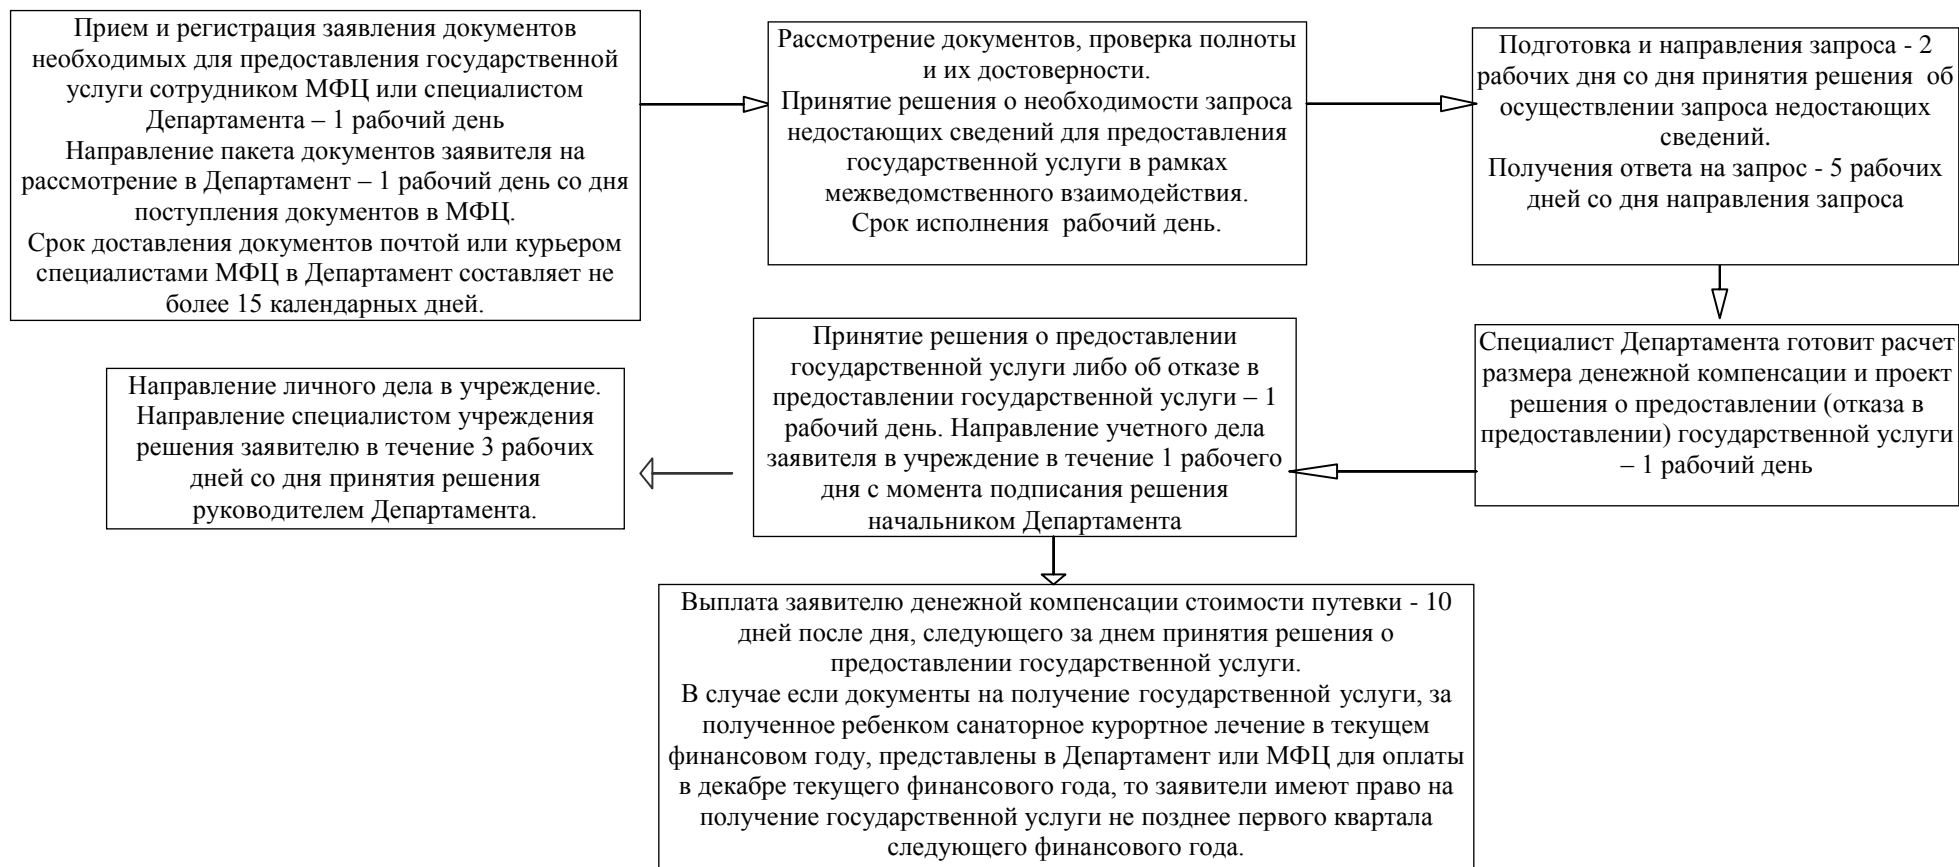 Прием и регистрация заявления документов
необходимых для предоставления государственной
услуги сотрудником МФЦ или специалистом
Департамента – 1 рабочий день
Направление пакета документов заявителя на
рассмотрение в Департамент – 1 рабочий день со дня
поступления документов в МФЦ.
Срок доставления документов почтой или курьером
специалистами МФЦ в Департамент составляет не
более 15 календарных дней.
Рассмотрение документов, проверка полноты
и их достоверности.
Принятие решения о необходимости запроса
недостающих сведений для предоставления
государственной услуги в рамках
межведомственного взаимодействия.
Срок исполнения рабочий день.
Подготовка и направления запроса - 2
рабочих дня со дня принятия решения об
осуществлении запроса недостающих
сведений.
Получения ответа на запрос - 5 рабочих
дней со дня направления запроса
Специалист Департамента готовит расчет
размера денежной компенсации и проект
решения о предоставлении (отказа в
предоставлении) государственной услуги
– 1 рабочий день
Принятие решения о предоставлении
государственной услуги либо об отказе в
предоставлении государственной услуги – 1
рабочий день. Направление учетного дела
заявителя в учреждение в течение 1 рабочего
дня с момента подписания решения
начальником Департамента
Направление личного дела в учреждение.
Направление специалистом учреждения
решения заявителю в течение 3 рабочих
дней со дня принятия решения
руководителем Департамента.
Выплата заявителю денежной компенсации стоимости путевки - 10
дней после дня, следующего за днем принятия решения о
предоставлении государственной услуги.
В случае если документы на получение государственной услуги, за
полученное ребенком санаторное курортное лечение в текущем
финансовом году, представлены в Департамент или МФЦ для оплаты
в декабре текущего финансового года, то заявители имеют право на
получение государственной услуги не позднее первого квартала
следующего финансового года.